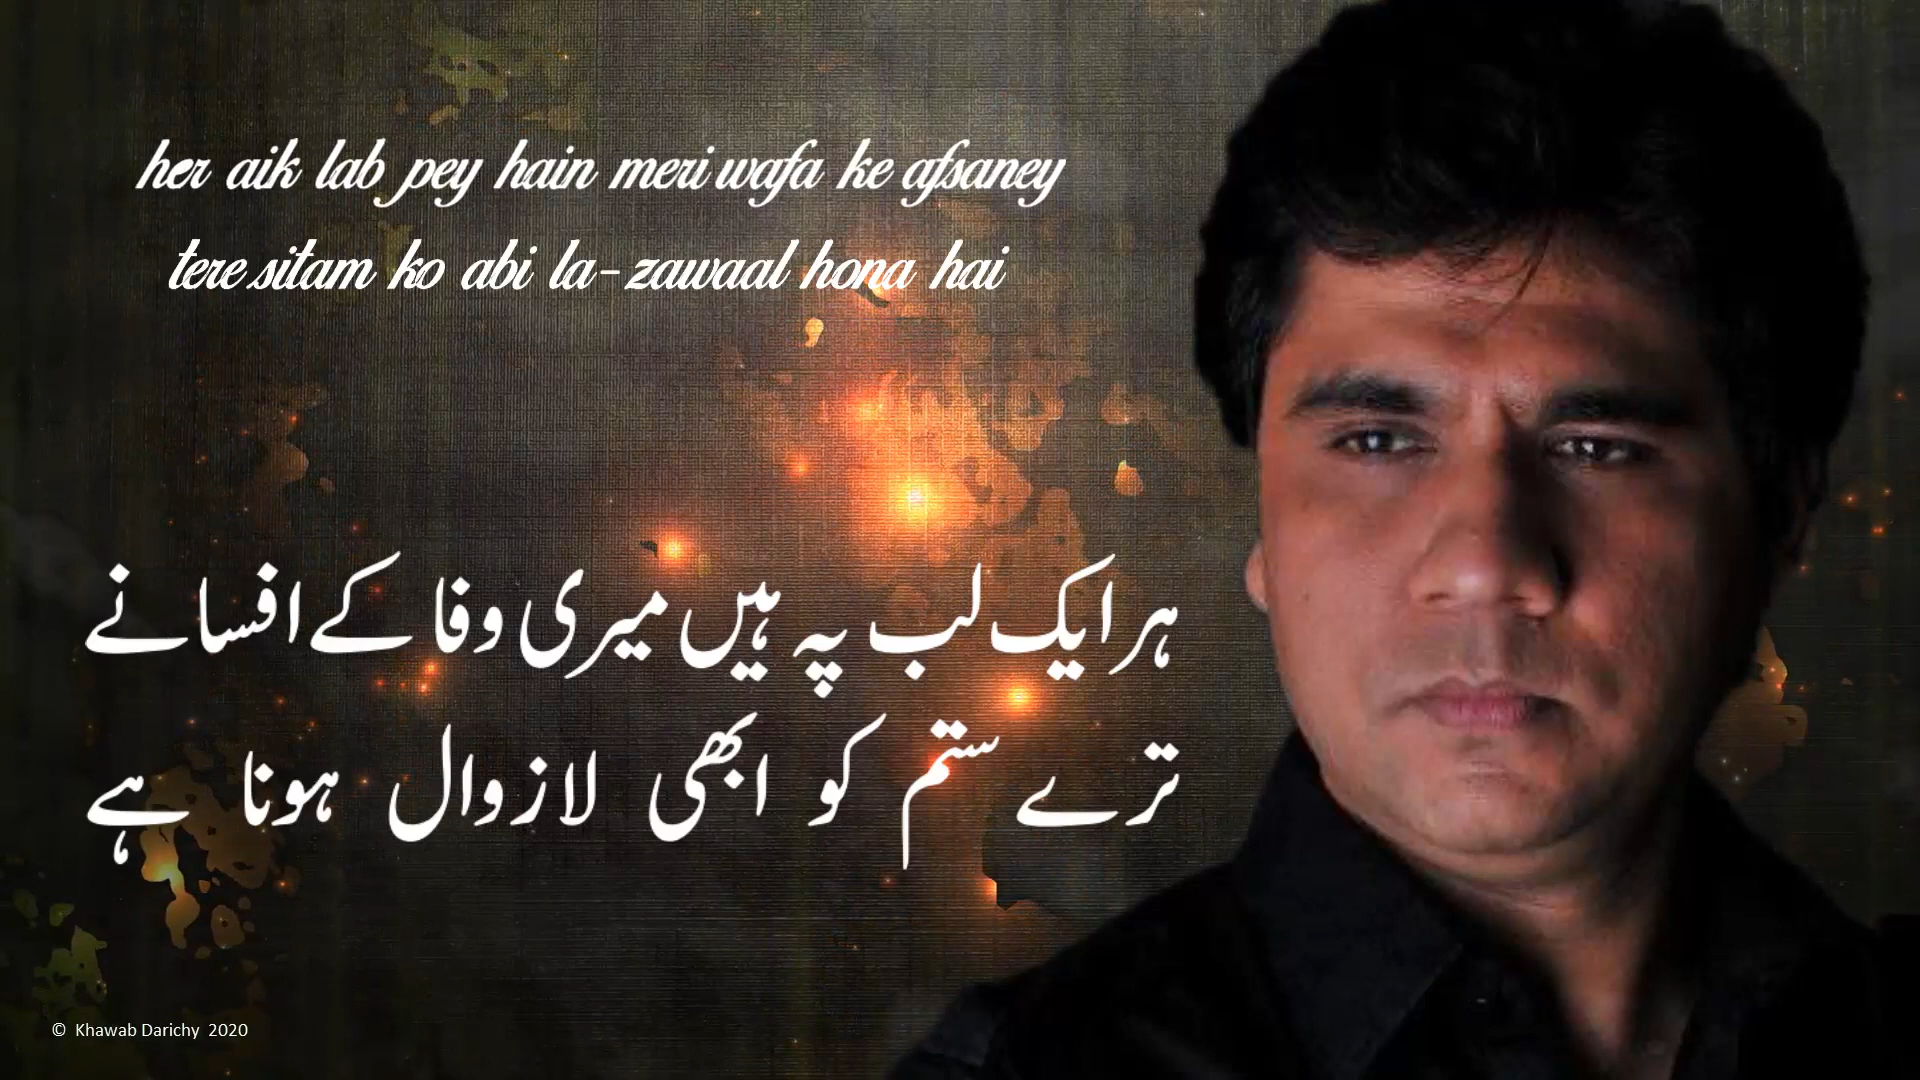 her aik lab pey hain meri wafa ke afsaney
tere sitam ko abi la-zawaal hona hai
ہر ایک لب پہ ہیں میری وفا کے افسانے
ترے ستم کو ابھی لازوال ہونا ہے
© Khawab Darichy 2020